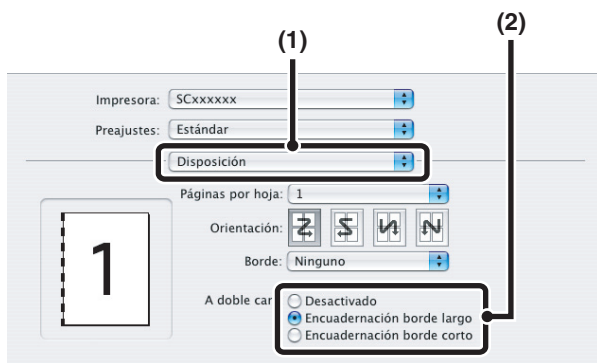 (1)
(2)
Impresora: SCxxxxxx
Preajustes: Estándar
Disposición
Páginas por hoja: 1
Orientación:
Borde: Ninguno
1
A doble car
Desactivado
Encuadernación borde largo
Encuadernación borde corto